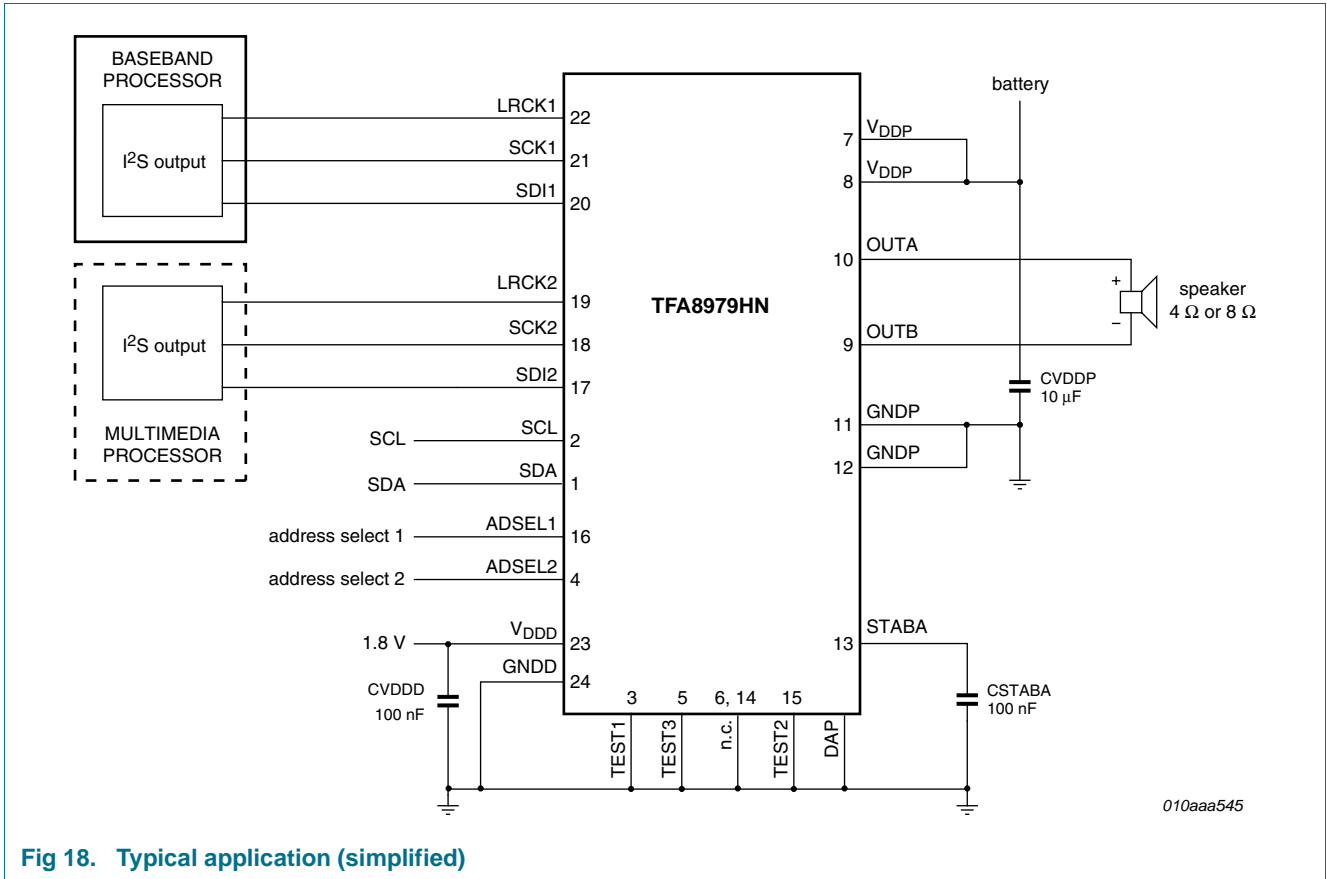 BASEBAND
PROCESSOR
I2S output
LRCK1
22
SCK1
21
SDI1
20
I2S output
MULTIMEDIA
PROCESSOR
LRCK2
19
SCK2
18
SDI2
17
SCL
SCL
2
SDA
SDA
1
address select 1
ADSEL1
16
address select 2
ADSEL2
4
1.8 V
VDDD
23
GNDD
24
CVDDD
100 nF
TFA8979HN
3
5
6, 14
15
TEST1
TEST3
n.c.
TEST2
DAP
battery
7
VDDP
8
VDDP
10
OUTA
9
OUTB
+
−
speaker
4 Ω or 8 Ω
CVDDP
10 μF
11
GNDP
12
GNDP
13
STABA
CSTABA
100 nF
010aaa545
Fig 18. Typical application (simplified)